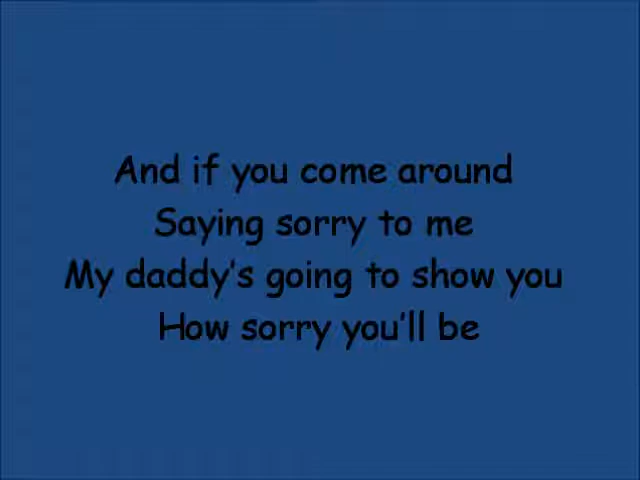 And if you come around
Saying sorry to me
My daddy's going to show you
How sorry you'll be